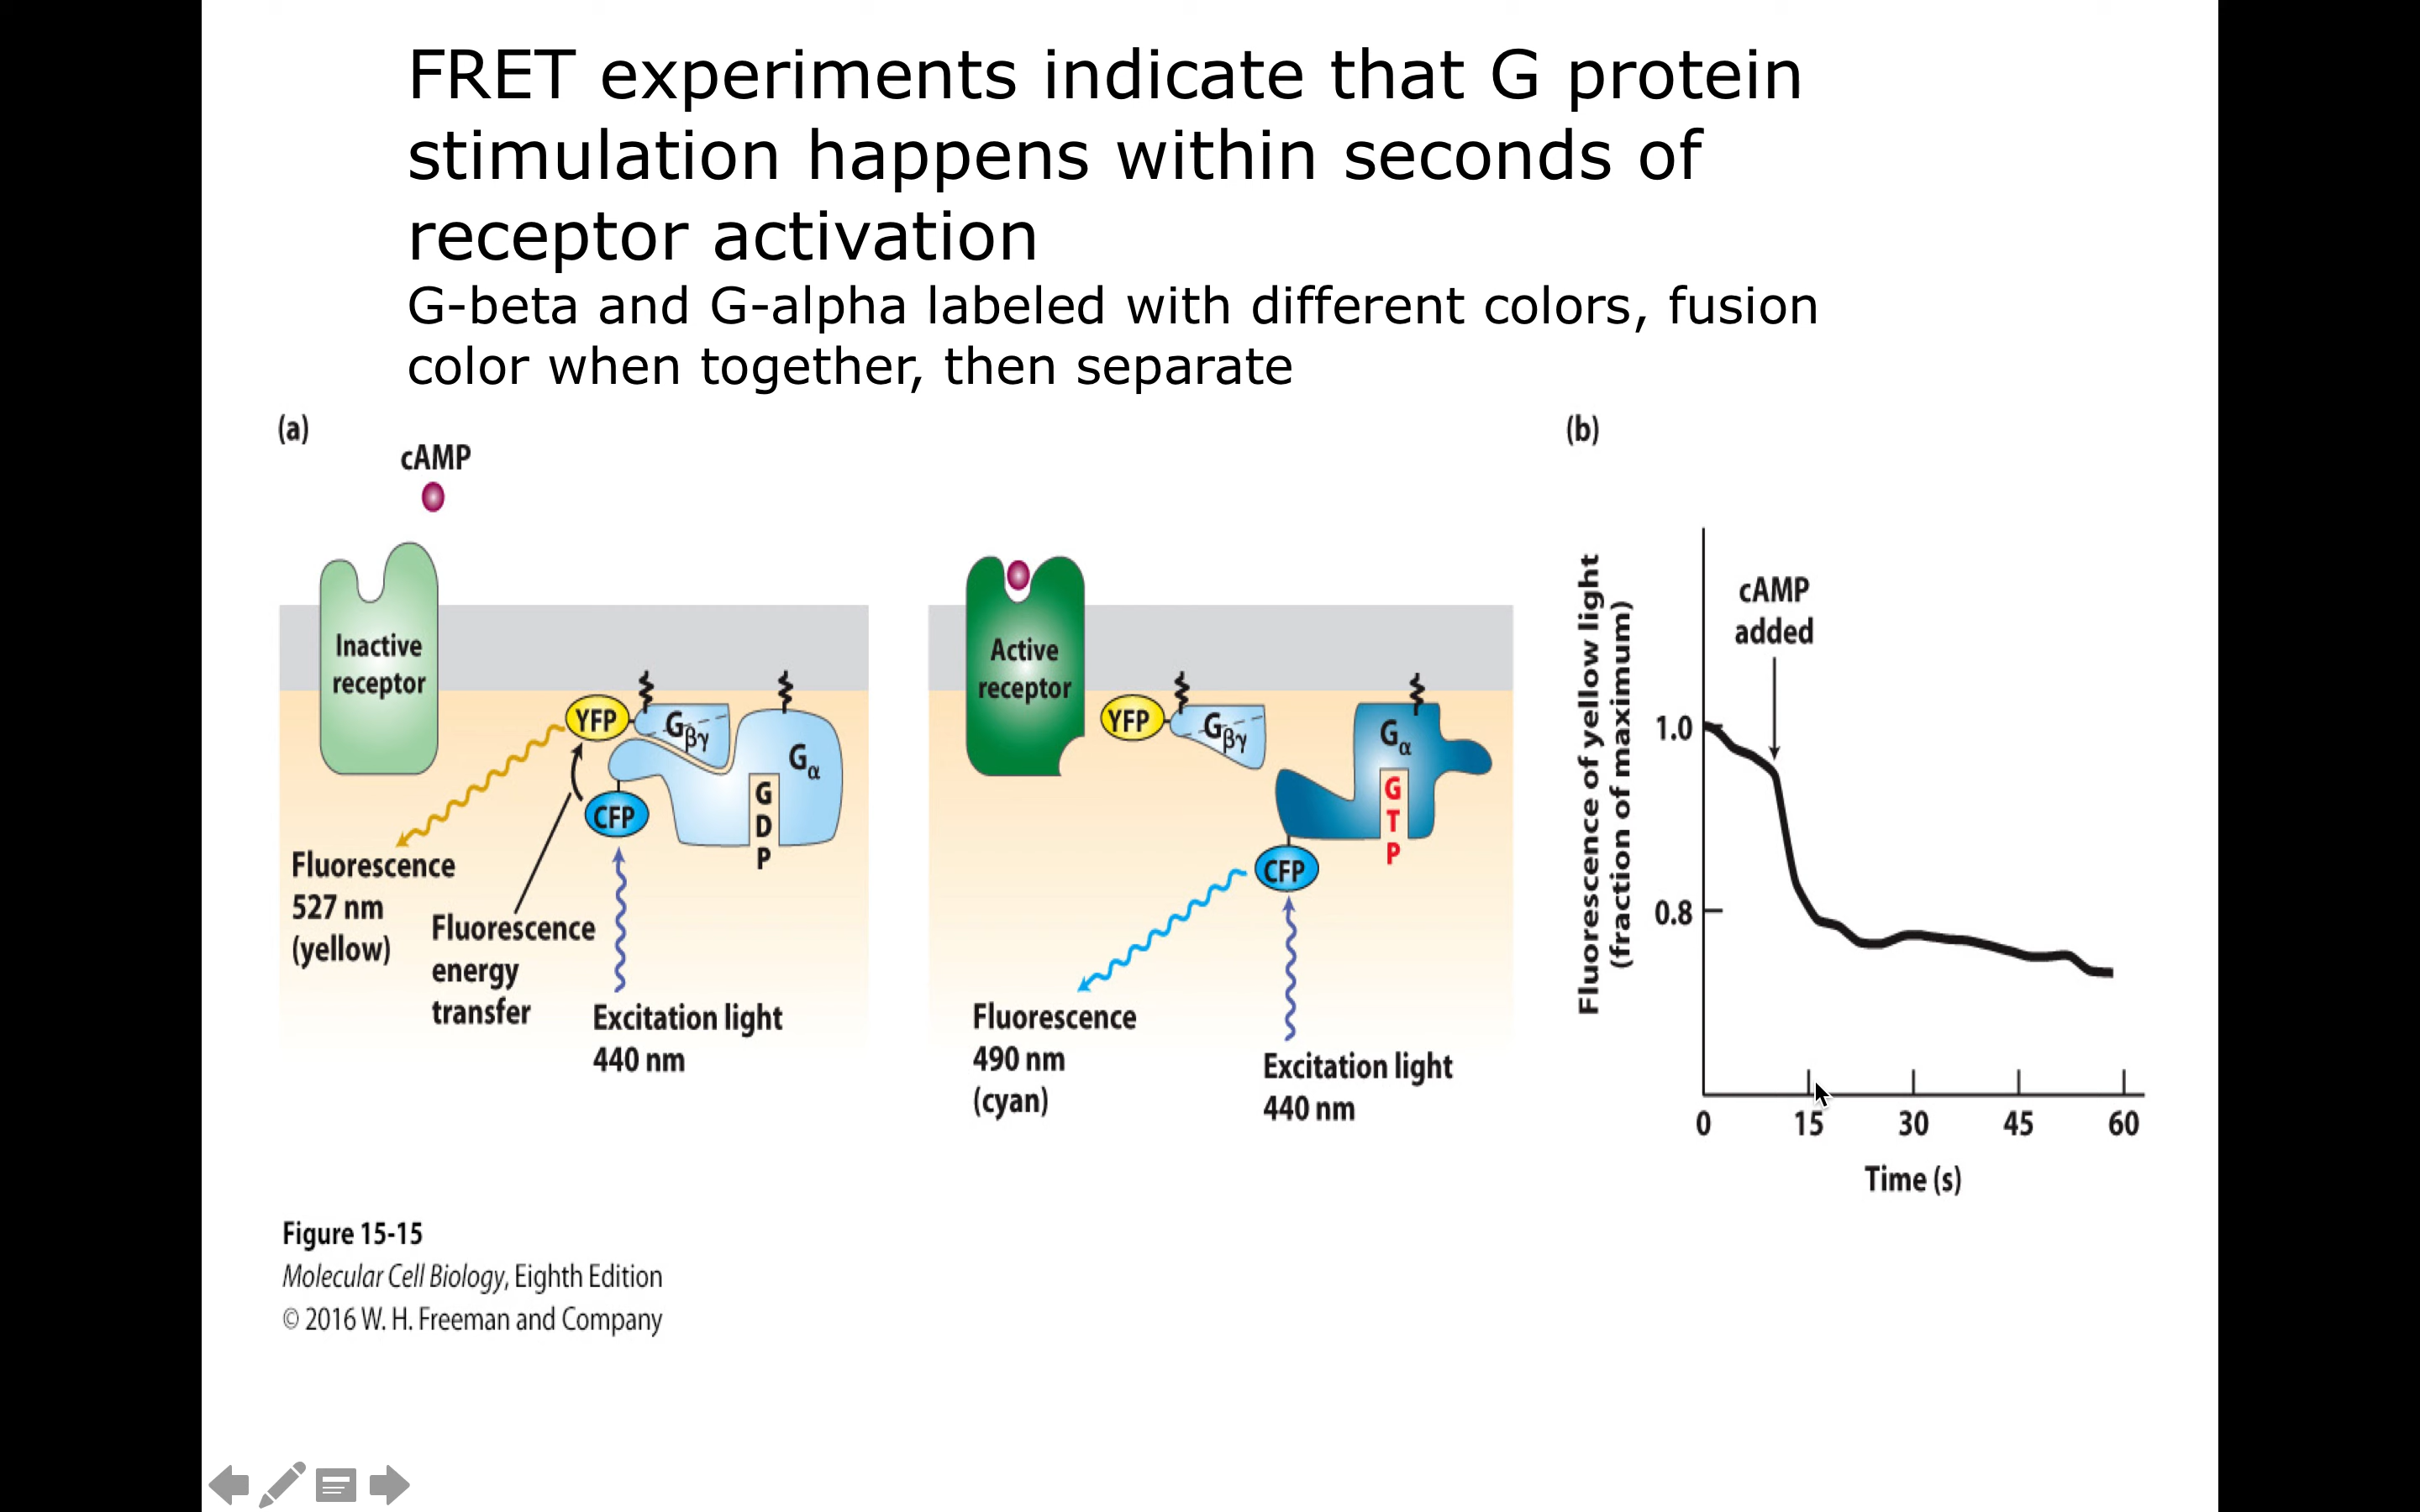 FRET experiments indicate that G protein
stimulation happens within seconds of
receptor activation
G-beta and G-alpha labeled with different colors, fusion
color when together, then separate
(a)
cAMP
Inactive
receptor
YFP
Gβγ
Gα
CFP
G
D
P
Fluorescence
527 nm
(yellow)
Fluorescence
energy
transfer
Excitation light
440 nm
Active
receptor
YFP
Gβγ
Gα
G
T
P
CFP
Fluorescence
490 nm
(cyan)
Excitation light
440 nm
(b)
Fluorescence of yellow light
(fraction of maximum)
cAMP
added
1.0
0.8
0 15 30 45 60
Time (s)
Figure 15-15
Molecular Cell Biology, Eighth Edition
© 2016 W. H. Freeman and Company